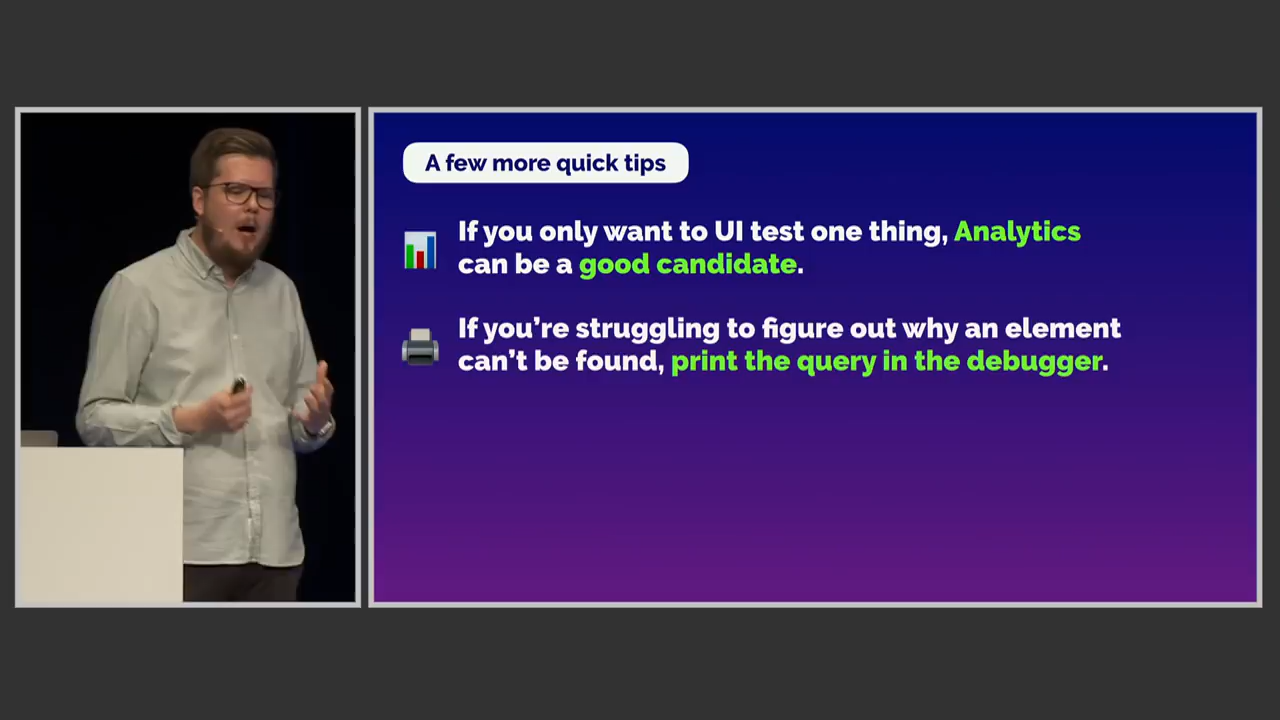 A few more quick tips
If you only want to UI test one thing, Analytics
can be a good candidate.
If you’re struggling to figure out why an element
can’t be found, print the query in the debugger.